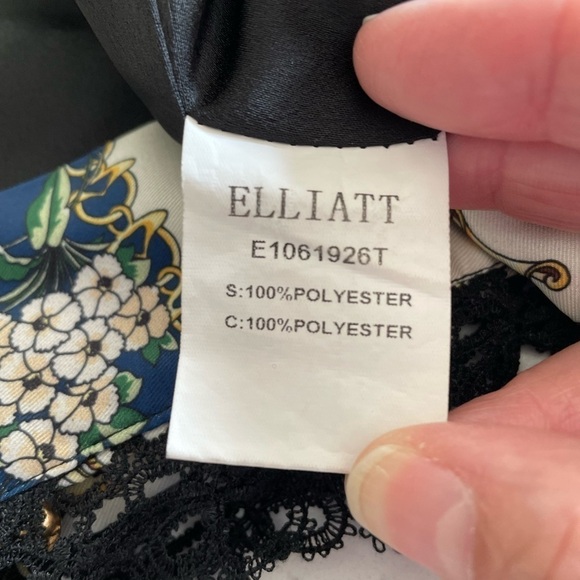 ELLIATT
E1061926T
S:100%POLYESTER
C:100%POLYESTER